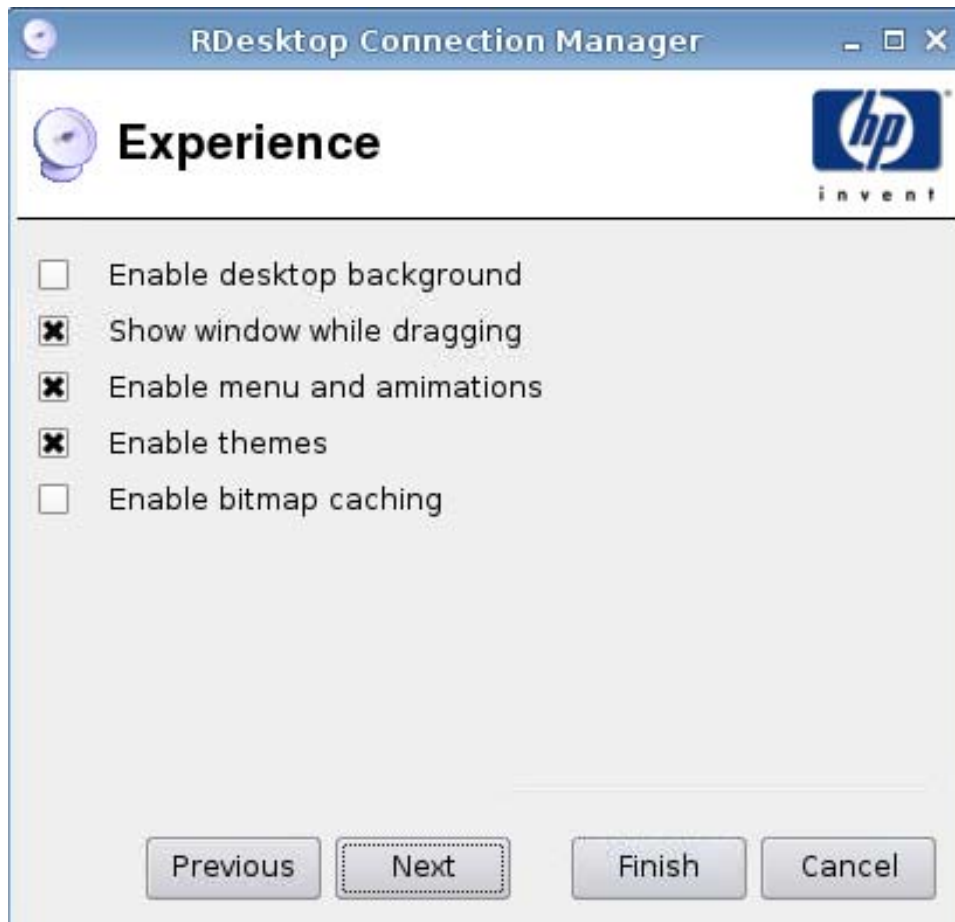 RDesktop Connection Manager
Experience
hp
invent
Enable desktop background
Show window while dragging
Enable menu and amimations
Enable themes
Enable bitmap caching
Previous Next Finish Cancel